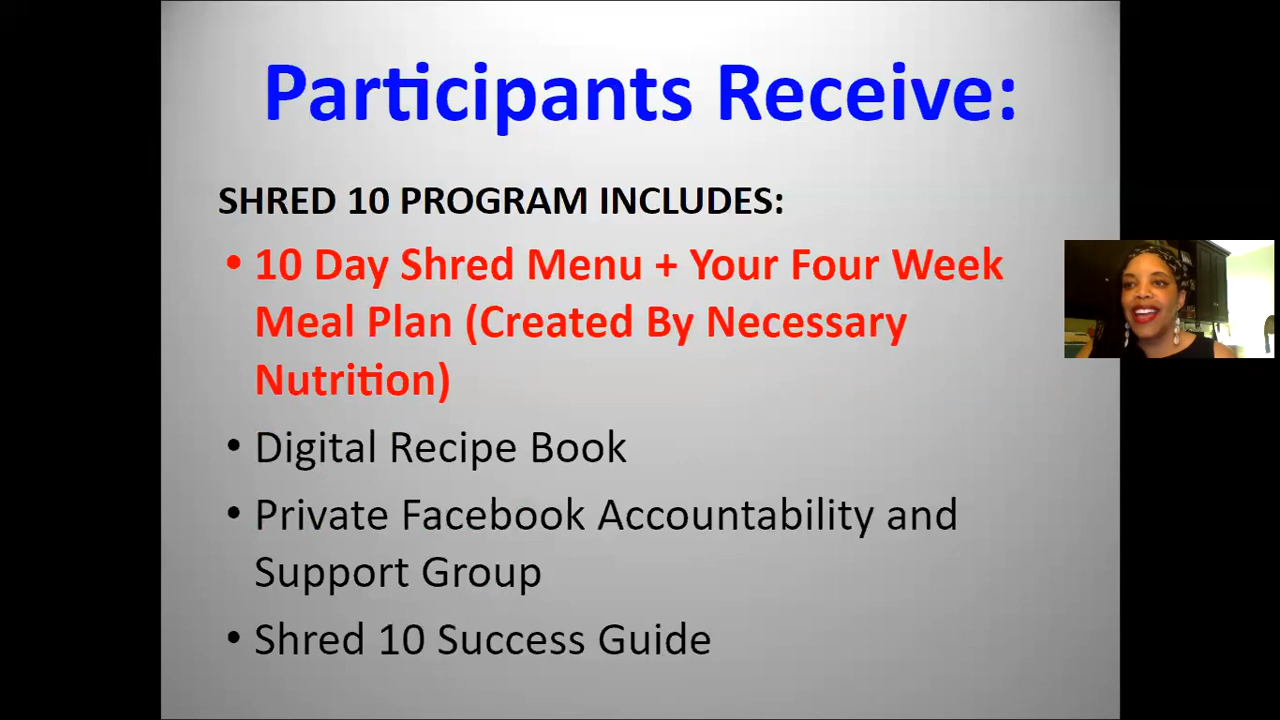 Participants Receive:
SHRED 10 PROGRAM INCLUDES:
• 10 Day Shred Menu + Your Four Week
Meal Plan (Created By Necessary
Nutrition)
• Digital Recipe Book
• Private Facebook Accountability and
Support Group
• Shred 10 Success Guide